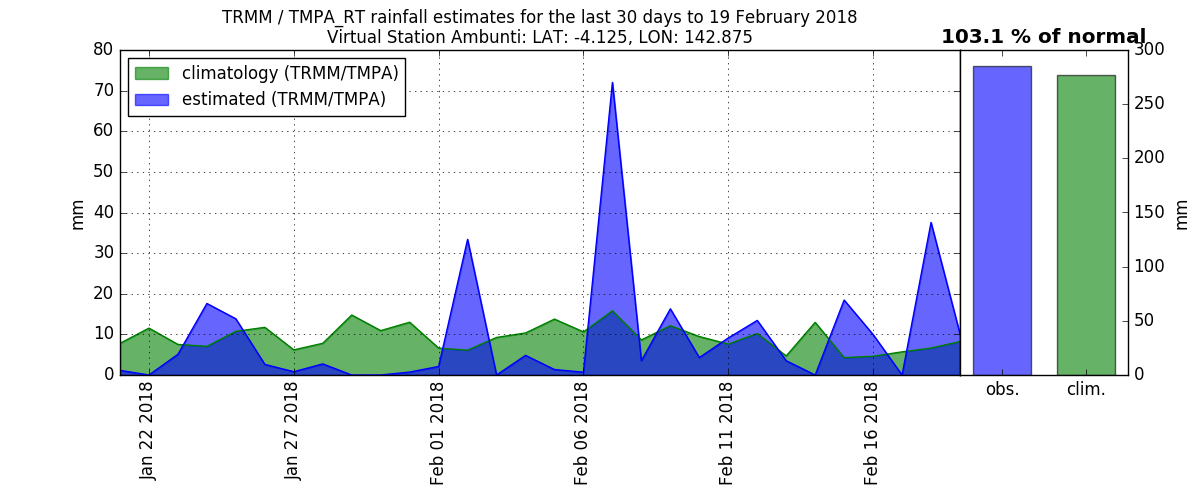 TRMM / TMPA_RT rainfall estimates for the last 30 days to 19 February 2018
Virtual Station Ambunti: LAT: -4.125, LON: 142.875
103.1 % of normal
climatology (TRMM/TMPA)
estimated (TRMM/TMPA)
mm
80
70
60
50
40
30
20
10
0
Jan 22 2018
Jan 27 2018
Feb 01 2018
Feb 06 2018
Feb 11 2018
Feb 16 2018
300
250
200
150
100
50
0
mm
obs.
clim.